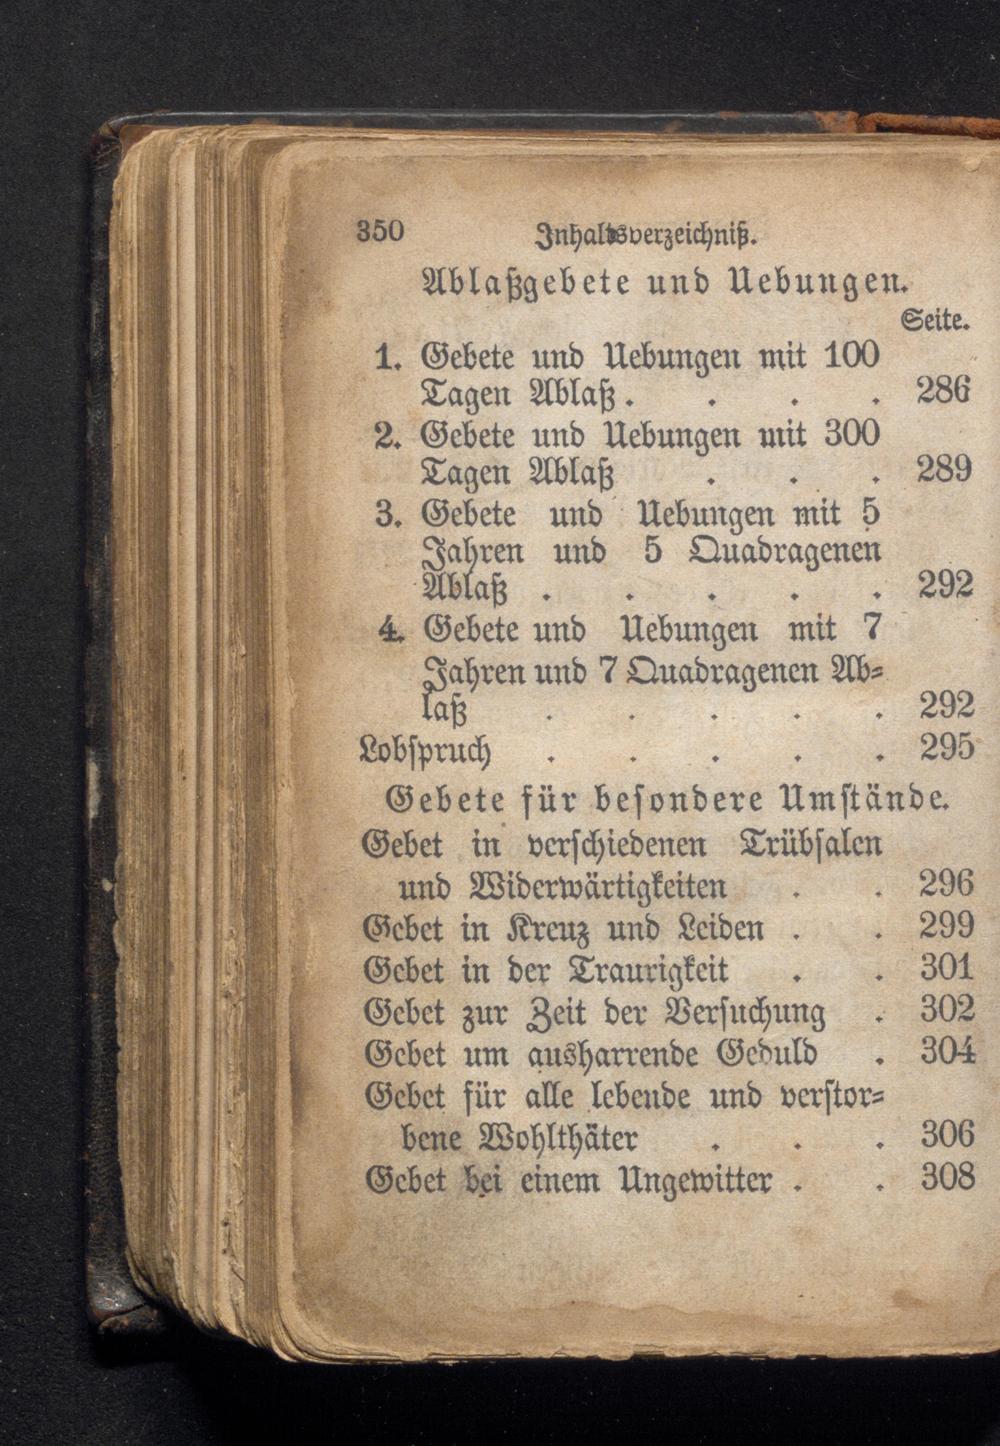 350 Inhaltsverzeichniß.
Ablaßgebete und Uebungen.
Seite.
1. Gebete und Uebungen mit 100
Tagen Ablaß . . . . 286
2. Gebete und Uebungen mit 300
Tagen Ablaß . . . 289
3. Gebete und Uebungen mit 5
Jahren und 5 Quadragenen
Ablaß . . . . . 292
4. Gebete und Uebungen mit 7
Jahren und 7 Quadragenen Ab=
laß . . . . . 292
Lobspruch . . . . . 295
Gebete für besondere Umstände.
Gebet in verschiedenen Trübsalen
und Widerwärtigkeiten . . 296
Gebet in Kreuz und Leiden . . 299
Gebet in der Traurigkeit . . 301
Gebet zur Zeit der Versuchung . 302
Gebet um ausharrende Geduld . 304
Gebet für alle lebende und verstor=
bene Wohlthäter . . . 306
Gebet bei einem Ungewitter . . 308